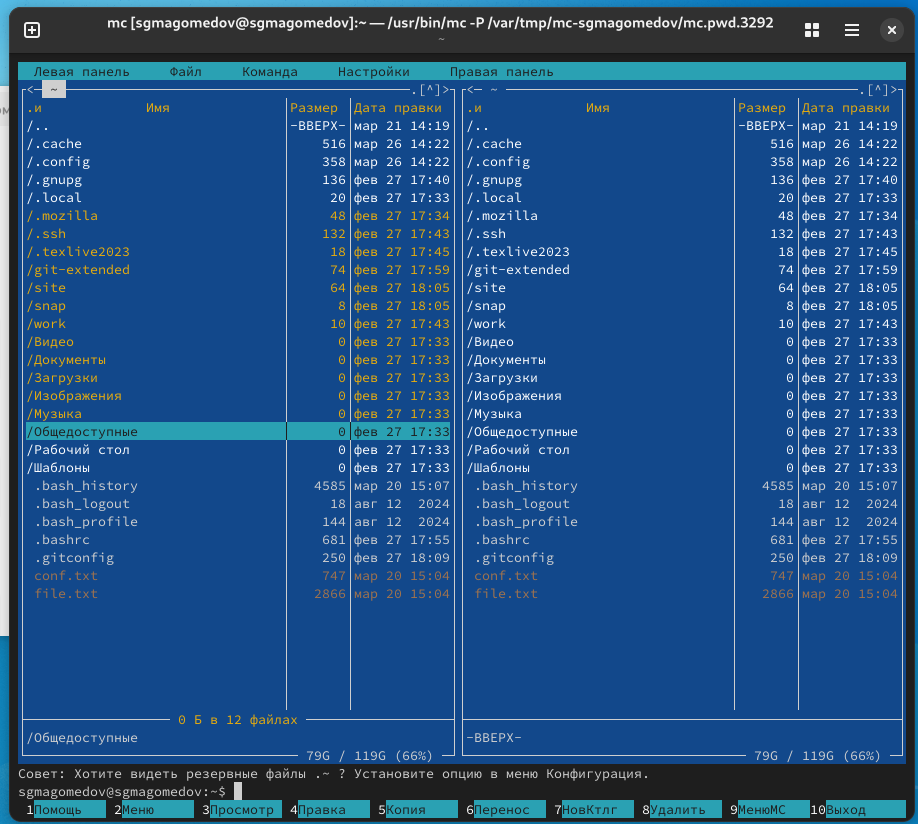 mc [sgmagomedov@sgmagomedov]:~ — /usr/bin/mc -P /var/tmp/mc-sgmagomedov/mc.pwd.3292
~
Левая панель Файл Команда Настройки Правая панель
<─ ~ ─.[^]> <─ ~ ─.[^]>
.и Имя Размер Дата правки .и Имя Размер Дата правки
/.. -ВВЕРХ- мар 21 14:19 /.. -ВВЕРХ- мар 21 14:19
/.cache 516 мар 26 14:22 /.cache 516 мар 26 14:22
/.config 358 мар 26 14:22 /.config 358 мар 26 14:22
/.gnupg 136 фев 27 17:40 /.gnupg 136 фев 27 17:40
/.local 20 фев 27 17:33 /.local 20 фев 27 17:33
/.mozilla 48 фев 27 17:34 /.mozilla 48 фев 27 17:34
/.ssh 132 фев 27 17:43 /.ssh 132 фев 27 17:43
/.texlive2023 18 фев 27 17:45 /.texlive2023 18 фев 27 17:45
/git-extended 74 фев 27 17:59 /git-extended 74 фев 27 17:59
/site 64 фев 27 18:05 /site 64 фев 27 18:05
/snap 8 фев 27 18:05 /snap 8 фев 27 18:05
/work 10 фев 27 17:43 /work 10 фев 27 17:43
/Видео 0 фев 27 17:33 /Видео 0 фев 27 17:33
/Документы 0 фев 27 17:33 /Документы 0 фев 27 17:33
/Загрузки 0 фев 27 17:33 /Загрузки 0 фев 27 17:33
/Изображения 0 фев 27 17:33 /Изображения 0 фев 27 17:33
/Музыка 0 фев 27 17:33 /Музыка 0 фев 27 17:33
/Общедоступные 0 фев 27 17:33 /Общедоступные 0 фев 27 17:33
/Рабочий стол 0 фев 27 17:33 /Рабочий стол 0 фев 27 17:33
/Шаблоны 0 фев 27 17:33 /Шаблоны 0 фев 27 17:33
.bash_history 4585 мар 20 15:07 .bash_history 4585 мар 20 15:07
.bash_logout 18 авг 12 2024 .bash_logout 18 авг 12 2024
.bash_profile 144 авг 12 2024 .bash_profile 144 авг 12 2024
.bashrc 681 фев 27 17:55 .bashrc 681 фев 27 17:55
.gitconfig 250 фев 27 18:09 .gitconfig 250 фев 27 18:09
conf.txt 747 мар 20 15:04 conf.txt 747 мар 20 15:04
file.txt 2866 мар 20 15:04 file.txt 2866 мар 20 15:04
0 Б в 12 файлах
/Общедоступные -ВВЕРХ-
79G / 119G (66%) 79G / 119G (66%)
Совет: Хотите видеть резервные файлы .~ ? Установите опцию в меню Конфигурация.
sgmagomedov@sgmagomedov:~$
1Помощь 2Меню 3Просмотр 4Правка 5Копия 6Перенос 7НовКтлг 8Удалить 9МенюМС 10Выход